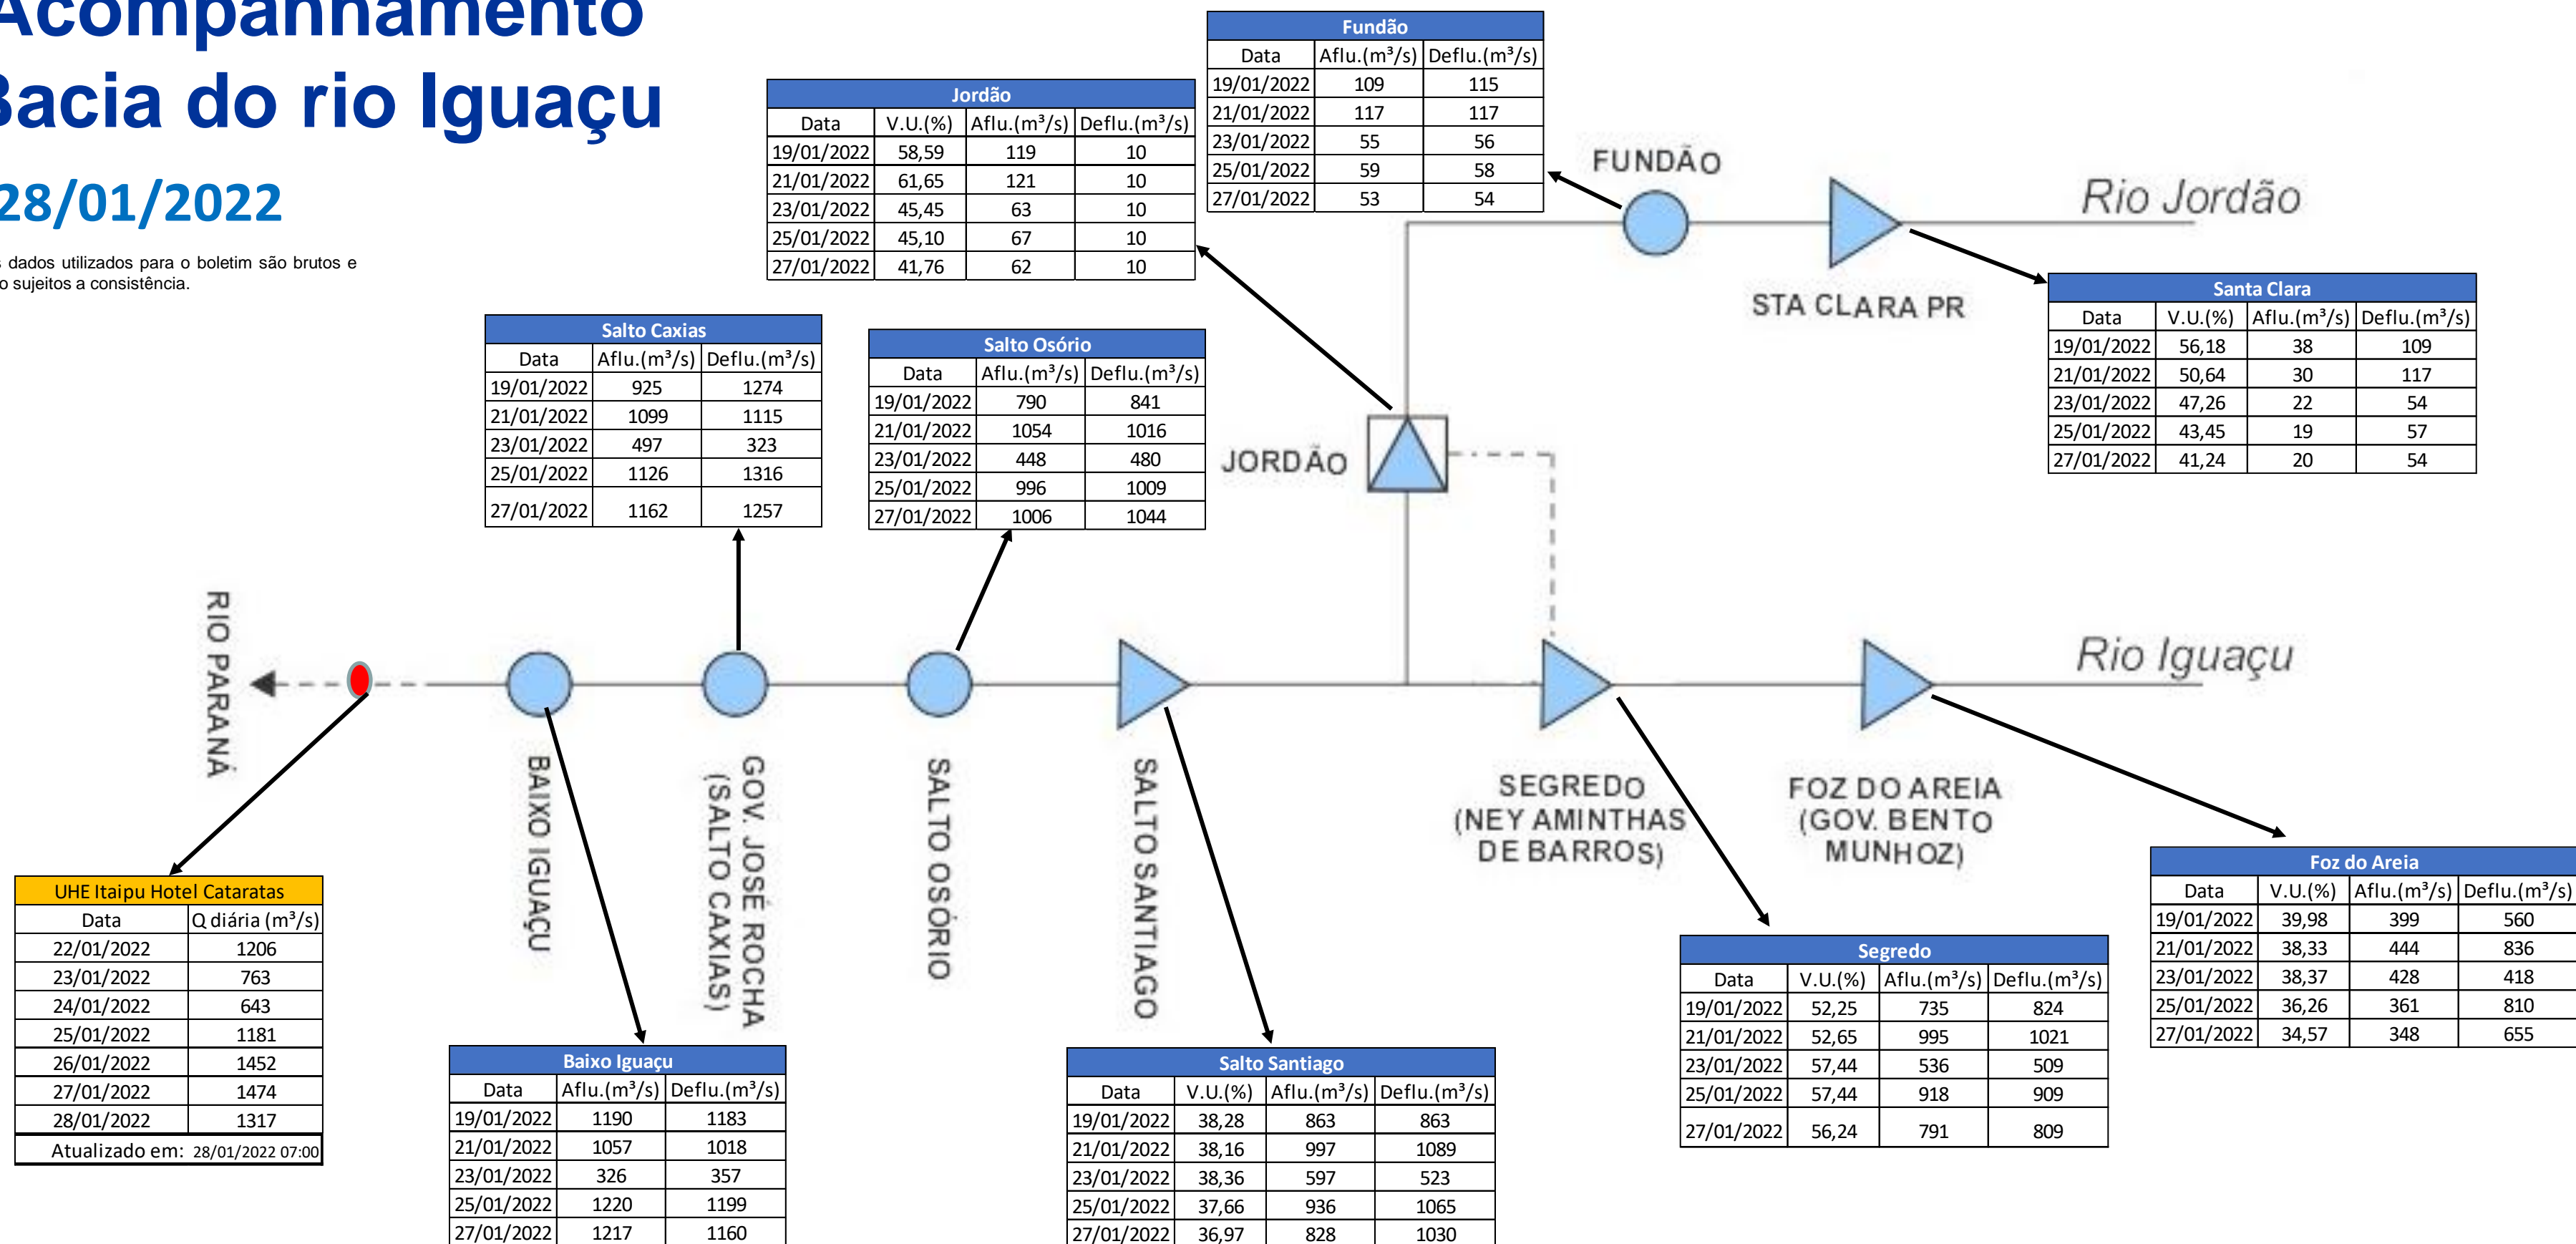 Acompanhamento
Bacia do rio Iguaçu
28/01/2022
s dados utilizados para o boletim são brutos e
o sujeitos a consistência.
Fundão
Data Aflu.(m³/s) Deflu.(m³/s)
19/01/2022 109 115
21/01/2022 117 117
23/01/2022 55 56
25/01/2022 59 58
27/01/2022 53 54
Jordão
Data V.U.(%) Aflu.(m³/s) Deflu.(m³/s)
19/01/2022 58,59 119 10
21/01/2022 61,65 121 10
23/01/2022 45,45 63 10
25/01/2022 45,10 67 10
27/01/2022 41,76 62 10
FUNDÃO
Rio Jordão
STA CLARA PR
Santa Clara
Data V.U.(%) Aflu.(m³/s) Deflu.(m³/s)
19/01/2022 56,18 38 109
21/01/2022 50,64 30 117
23/01/2022 47,26 22 54
25/01/2022 43,45 19 57
27/01/2022 41,24 20 54
Salto Caxias
Data Aflu.(m³/s) Deflu.(m³/s)
19/01/2022 925 1274
21/01/2022 1099 1115
23/01/2022 497 323
25/01/2022 1126 1316
27/01/2022 1162 1257
Salto Osório
Data Aflu.(m³/s) Deflu.(m³/s)
19/01/2022 790 841
21/01/2022 1054 1016
23/01/2022 448 480
25/01/2022 996 1009
27/01/2022 1006 1044
JORDÃO
RIO PARANÁ
Rio Iguaçu
BAIXO IGUAÇU
GOV. JOSÉ ROCHA
(SALTO CAXIAS)
SALTO OSÓRIO
SALTO SANTIAGO
SEGREDO
(NEY AMINTHAS
DE BARROS)
FOZ DO AREIA
(GOV. BENTO
MUNHOZ)
UHE Itaipu Hotel Cataratas
Data Q diária (m³/s)
22/01/2022 1206
23/01/2022 763
24/01/2022 643
25/01/2022 1181
26/01/2022 1452
27/01/2022 1474
28/01/2022 1317
Atualizado em: 28/01/2022 07:00
Baixo Iguaçu
Data Aflu.(m³/s) Deflu.(m³/s)
19/01/2022 1190 1183
21/01/2022 1057 1018
23/01/2022 326 357
25/01/2022 1220 1199
27/01/2022 1217 1160
Salto Santiago
Data V.U.(%) Aflu.(m³/s) Deflu.(m³/s)
19/01/2022 38,28 863 863
21/01/2022 38,16 997 1089
23/01/2022 38,36 597 523
25/01/2022 37,66 936 1065
27/01/2022 36,97 828 1030
Segredo
Data V.U.(%) Aflu.(m³/s) Deflu.(m³/s)
19/01/2022 52,25 735 824
21/01/2022 52,65 995 1021
23/01/2022 57,44 536 509
25/01/2022 57,44 918 909
27/01/2022 56,24 791 809
Foz do Areia
Data V.U.(%) Aflu.(m³/s) Deflu.(m³/s)
19/01/2022 39,98 399 560
21/01/2022 38,33 444 836
23/01/2022 38,37 428 418
25/01/2022 36,26 361 810
27/01/2022 34,57 348 655